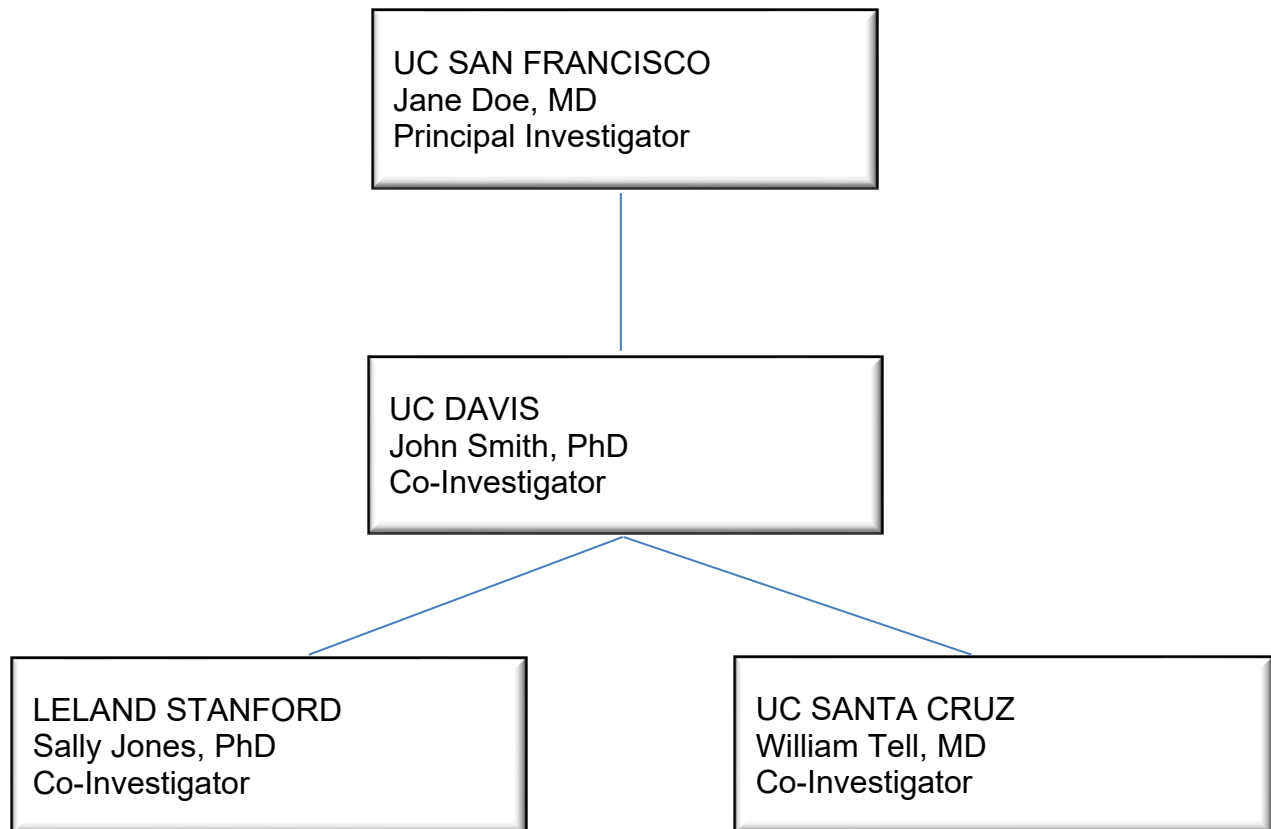 UC SAN FRANCISCO
Jane Doe, MD
Principal Investigator
UC DAVIS
John Smith, PhD
Co-Investigator
LELAND STANFORD
Sally Jones, PhD
Co-Investigator
UC SANTA CRUZ
William Tell, MD
Co-Investigator